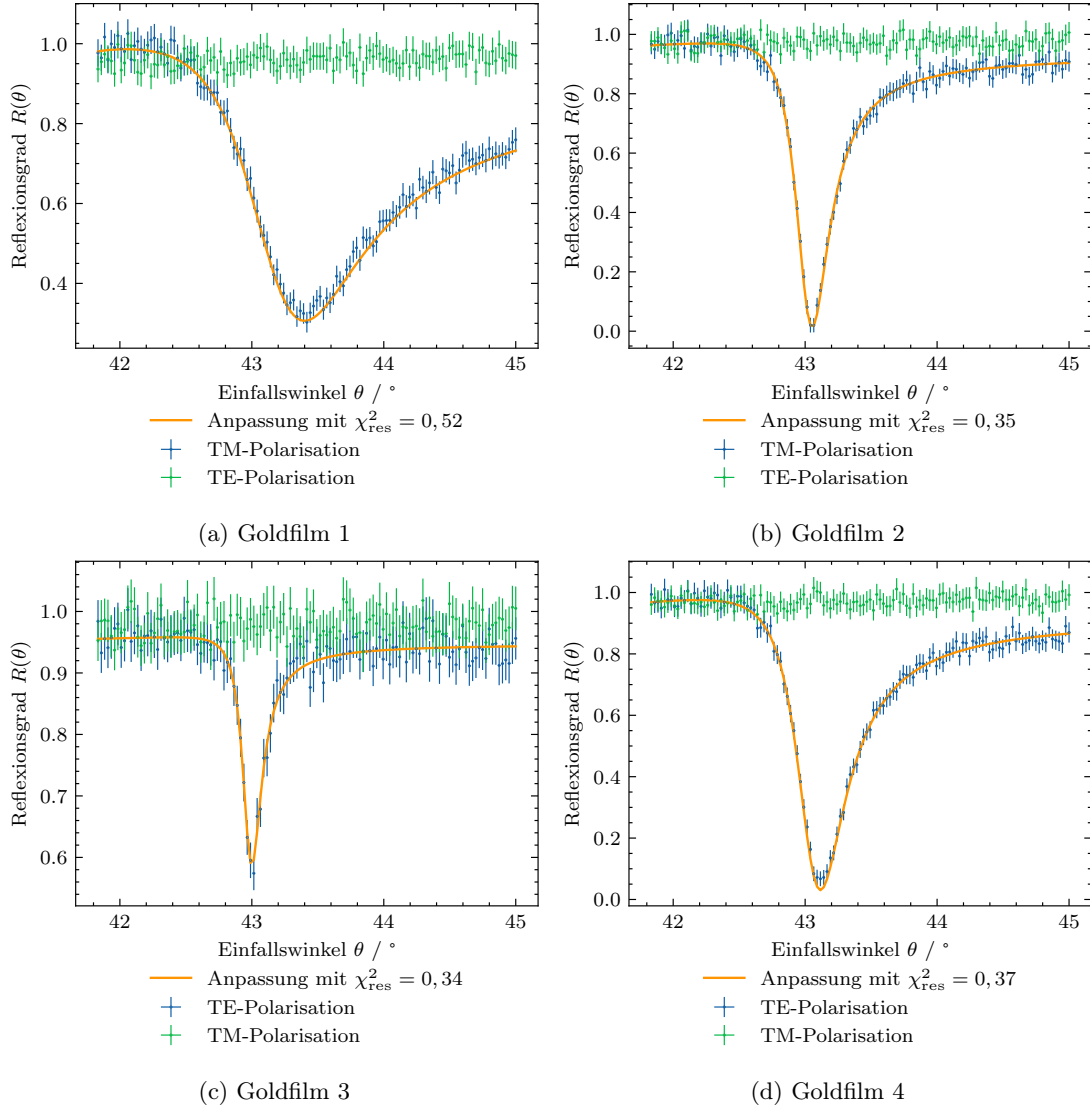 1.0
0.8
0.6
0.4
Reflexionsgrad R(θ)
42 43 44 45
Einfallswinkel θ / °
Anpassung mit χ²res = 0, 52
TM-Polarisation
TE-Polarisation
(a) Goldfilm 1
1.0
0.8
0.6
0.4
0.2
0.0
Reflexionsgrad R(θ)
42 43 44 45
Einfallswinkel θ / °
Anpassung mit χ²res = 0, 35
TM-Polarisation
TE-Polarisation
(b) Goldfilm 2
1.0
0.9
0.8
0.7
0.6
Reflexionsgrad R(θ)
42 43 44 45
Einfallswinkel θ / °
Anpassung mit χ²res = 0, 34
TE-Polarisation
TM-Polarisation
(c) Goldfilm 3
1.0
0.8
0.6
0.4
0.2
0.0
Reflexionsgrad R(θ)
42 43 44 45
Einfallswinkel θ / °
Anpassung mit χ²res = 0, 37
TE-Polarisation
TM-Polarisation
(d) Goldfilm 4